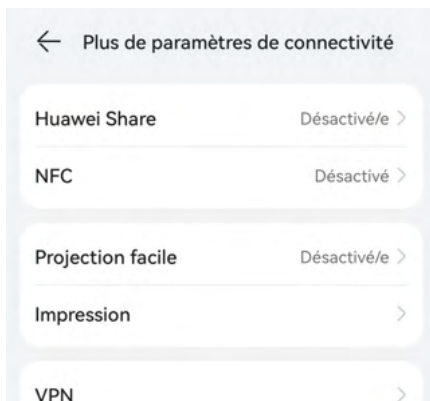 Plus de paramètres de connectivité
Huawei Share Désactivé/e
NFC Désactivé
Projection facile Désactivé/e
Impression
VPN